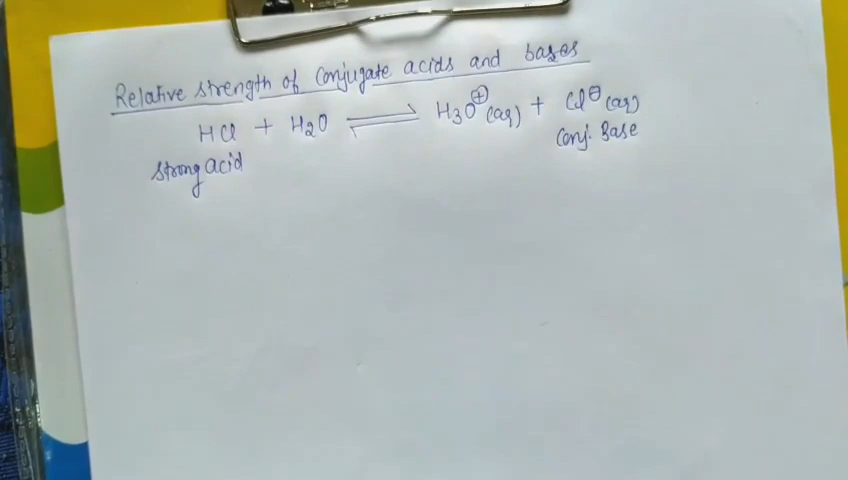 Relative strength of Conjugate acids and bases
HCl + H2O ⇌ H3O⊕(aq) + Cl⊖(aq)
strong acid Conj. Base